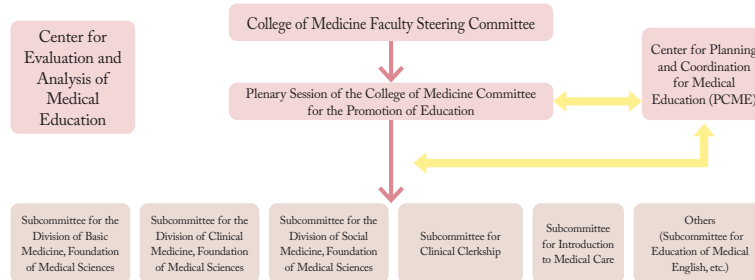 Center for
Evaluation and
Analysis of
Medical
Education
College of Medicine Faculty Steering Committee
Plenary Session of the College of Medicine Committee
for the Promotion of Education
Center for Planning
and Coordination
for Medical
Education (PCME)
Subcommittee for the
Division of Basic
Medicine, Foundation
of Medical Sciences
Subcommittee for the
Division of Clinical
Medicine, Foundation
of Medical Sciences
Subcommittee for the
Division of Social
Medicine, Foundation
of Medical Sciences
Subcommittee for
Clinical Clerkship
Subcommittee
for Introduction
to Medical Care
Others
(Subcommittee for
Education of Medical
English, etc.)